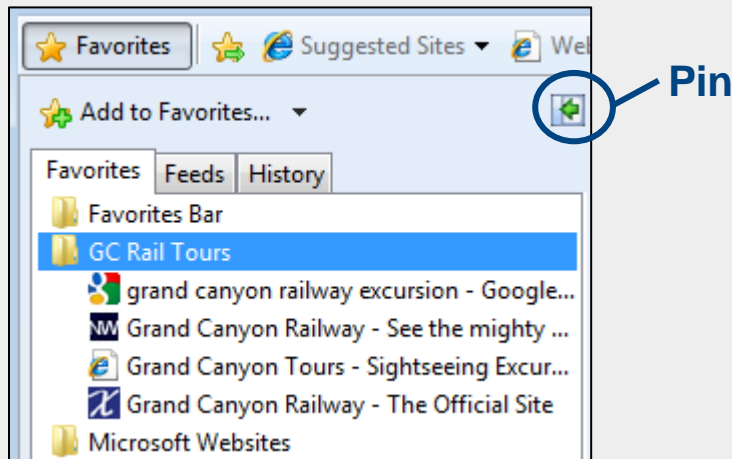 Favorites Suggested Sites
Pin
Add to Favorites...
Favorites Feeds History
Favorites Bar
GC Rail Tours
grand canyon railway excursion - Google...
NW Grand Canyon Railway - See the mighty ...
Grand Canyon Tours - Sightseeing Excur...
Grand Canyon Railway - The Official Site
Microsoft Websites